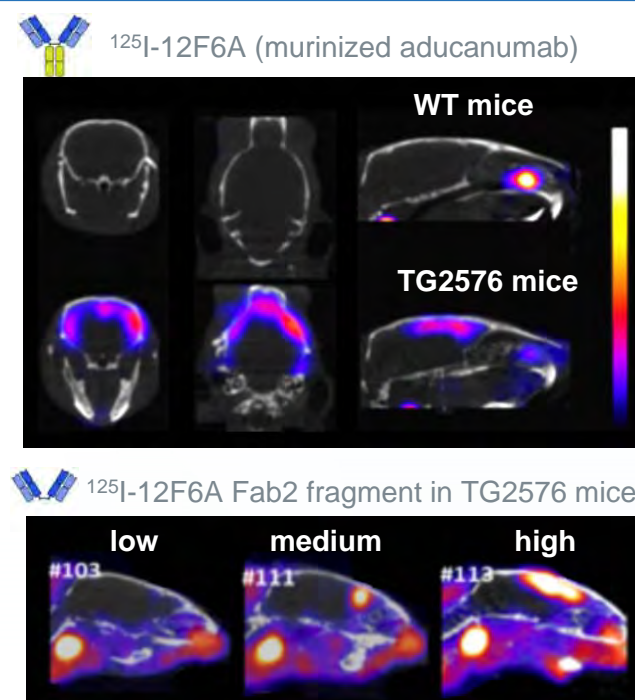 ¹²⁵I-12F6A (murinized aducanumab)
WT mice
TG2576 mice
¹²⁵I-12F6A Fab2 fragment in TG2576 mice
low medium high
#103 #111 #113